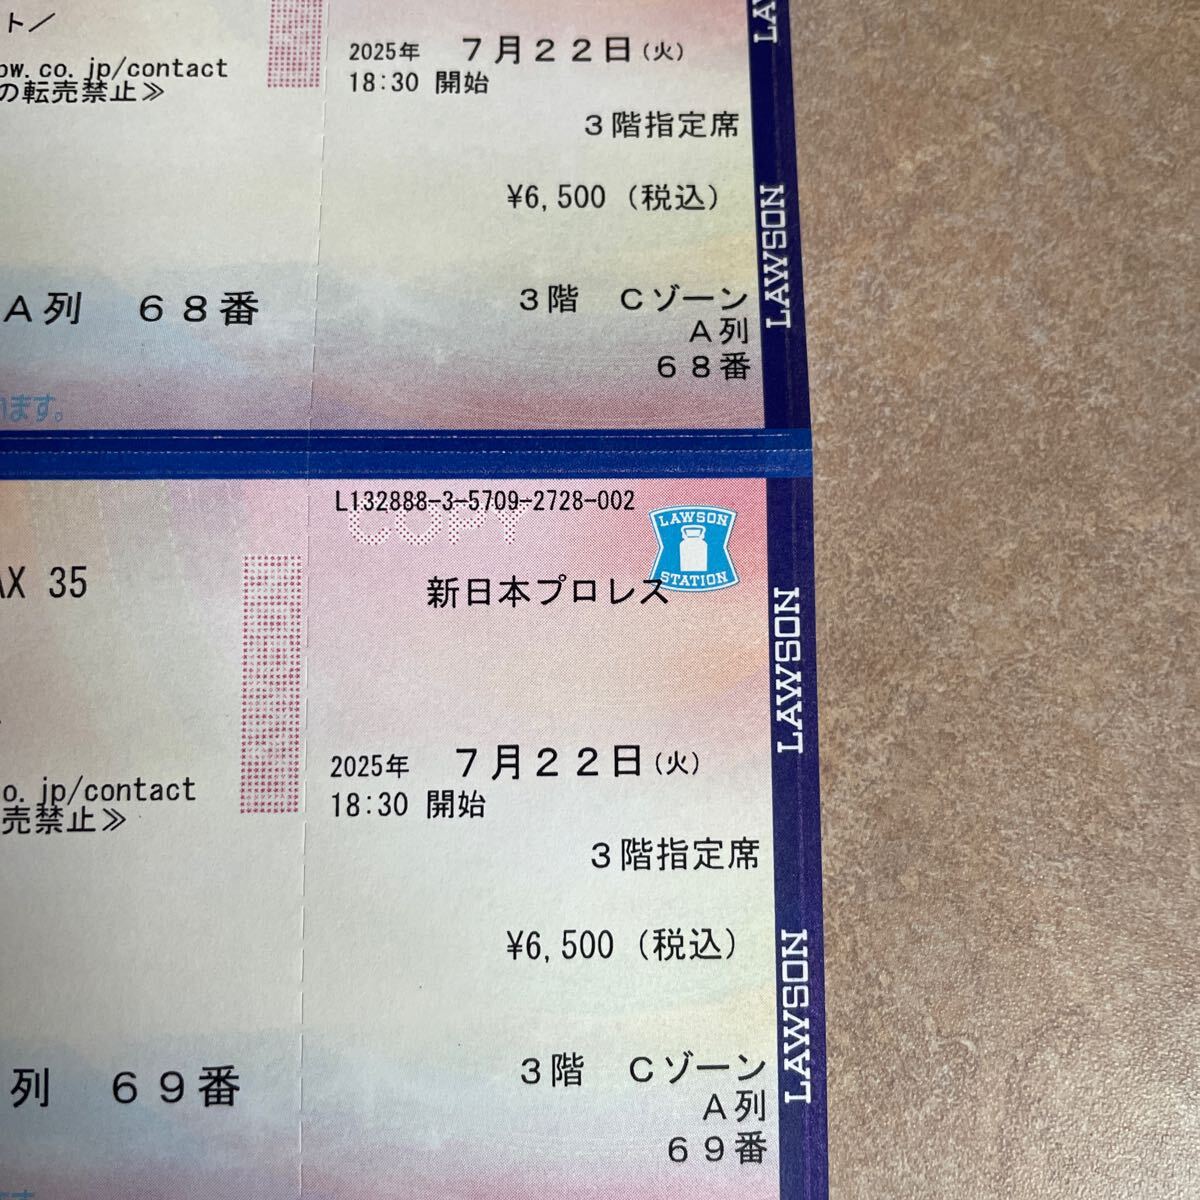 ト／
2025年 ７月２２日（火）
ow.co.jp/contact
18:30 開始
の転売禁止≫
３階指定席
¥6,500（税込）
３階 Ｃゾーン
Ａ列 ６８番
Ａ列
６８番
います。
LAWSON
L132888-3-5709-2728-002
COPY
LAWSON
STATION
AX 35
新日本プロレス
LAWSON
2025年 ７月２２日（火）
o.jp/contact
18:30 開始
売禁止≫
３階指定席
¥6,500（税込）
LAWSON
３階 Ｃゾーン
列 ６９番
Ａ列
６９番